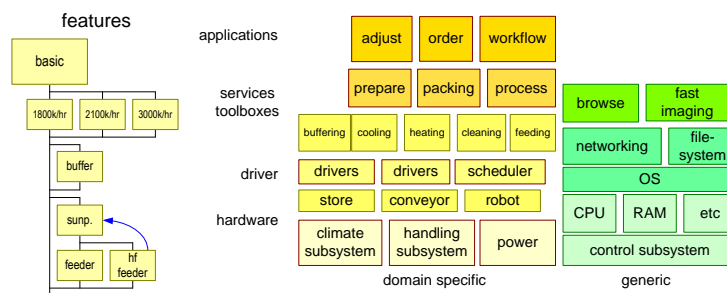 features
basic
1800k/hr 2100k/hr 3000k/hr
buffer
sunp.
feeder
hf
feeder
applications
adjust order workflow
services
toolboxes
prepare packing process
browse
fast
imaging
buffering cooling heating cleaning feeding
networking
file-
system
driver
drivers drivers scheduler
OS
store conveyor robot
hardware
CPU RAM etc
climate
subsystem
handling
subsystem
power
control subsystem
domain specific
generic